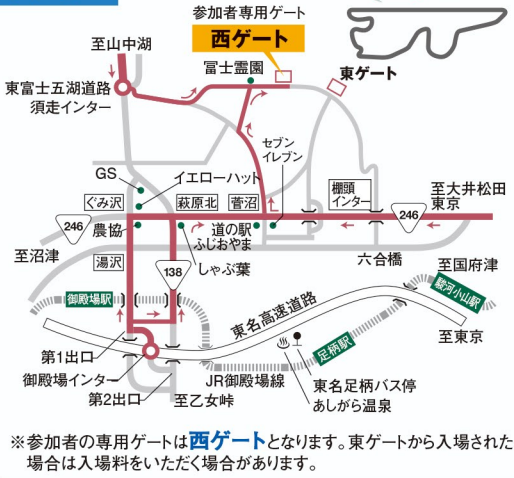 参加者専用ゲート
西ゲート
至山中湖
冨士霊園
東ゲート
東富士五湖道路
須走インター
セブン
イレブン
GS
イエローハット
ぐみ沢
萩原北
菅沼
棚頭
インター
至大井松田
東京
246
246
農協
道の駅
ふじおやま
至沼津
湯沢
138
しゃぶ葉
六合橋
至国府津
御殿場駅
駿河小山駅
東名高速道路
至東京
足柄駅
第1出口
御殿場インター
JR御殿場線
東名足柄バス停
あしがら温泉
第2出口
至乙女峠
※参加者の専用ゲートは西ゲートとなります。東ゲートから入場された
場合は入場料をいただく場合があります。